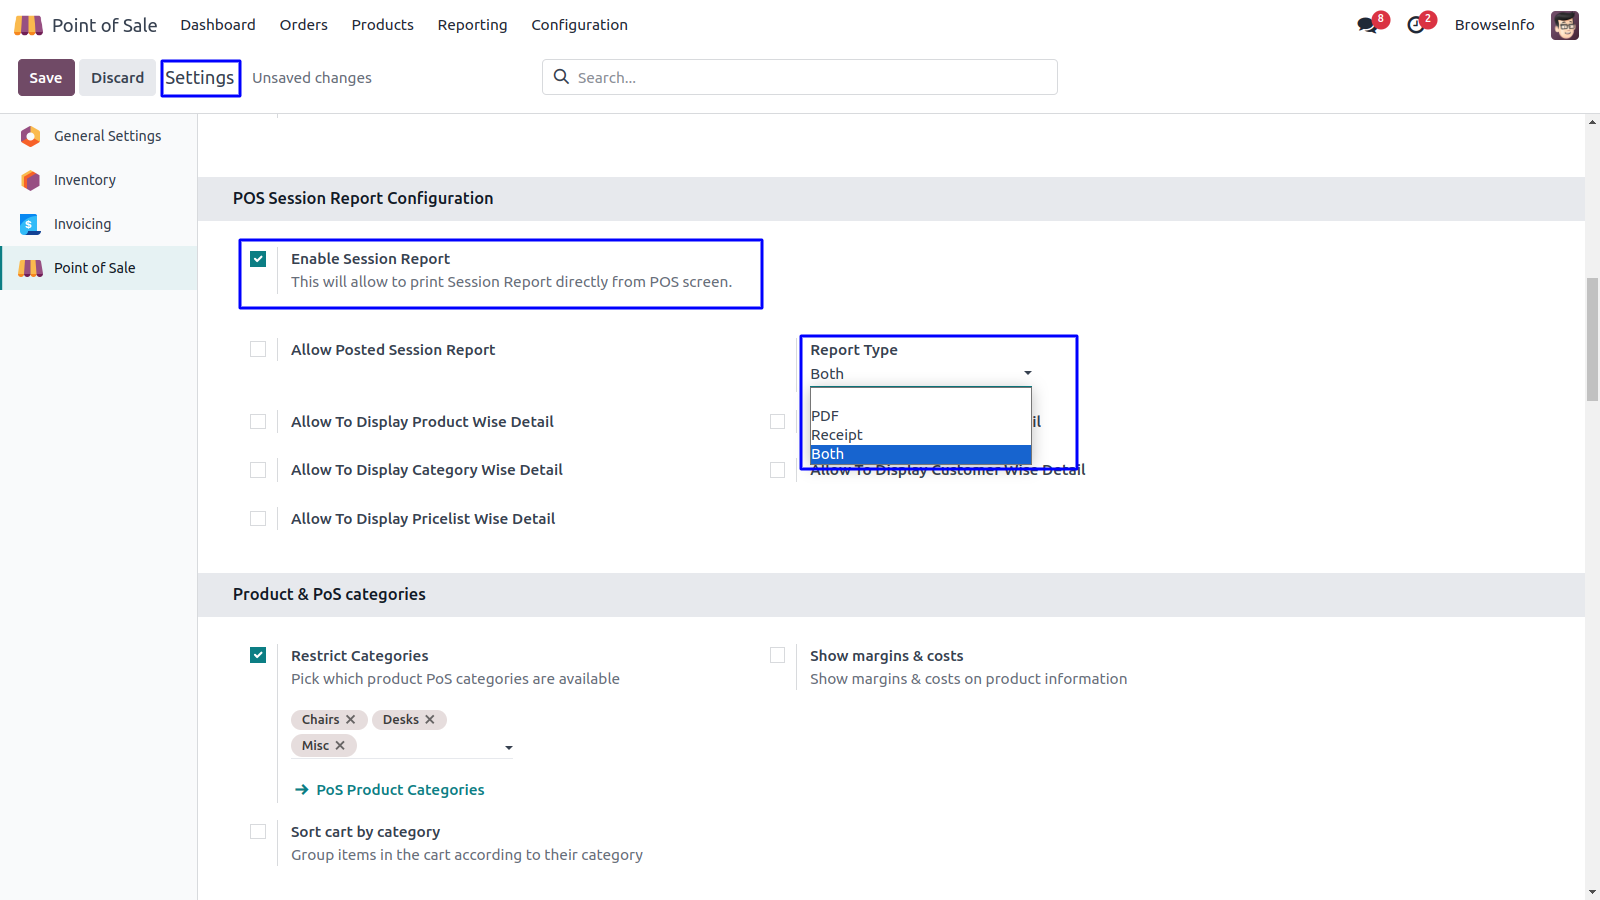 Point of Sale Dashboard Orders Products Reporting Configuration 8 2 BrowseInfo
Save Discard Settings Unsaved changes Search...
General Settings
Inventory
Invoicing
Point of Sale
POS Session Report Configuration
Enable Session Report
This will allow to print Session Report directly from POS screen.
Allow Posted Session Report
Report Type
Both
PDF
Receipt
Both
Allow To Display Product Wise Detail
Allow To Display Category Wise Detail
Allow To Display Customer Wise Detail
Allow To Display Pricelist Wise Detail
Product & PoS categories
Restrict Categories
Pick which product PoS categories are available
Chairs Desks
Misc
PoS Product Categories
Show margins & costs
Show margins & costs on product information
Sort cart by category
Group items in the cart according to their category